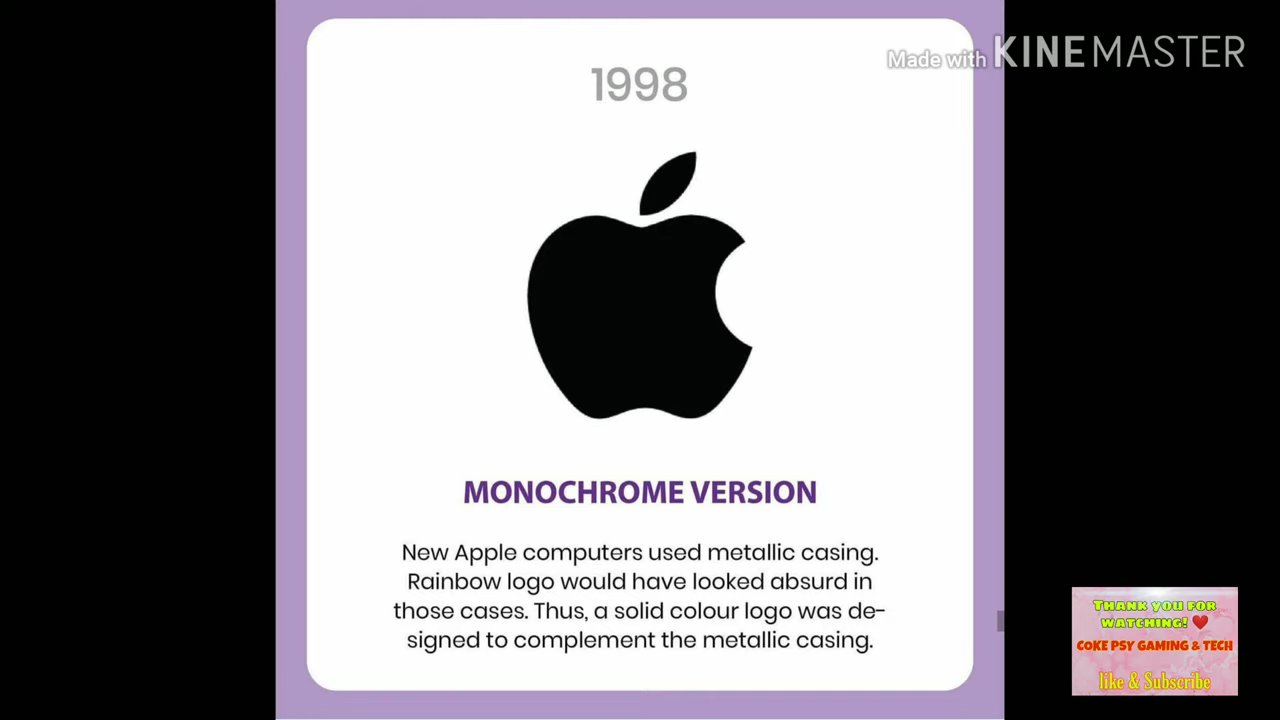 Made with KINEMASTER
1998
MONOCHROME VERSION
New Apple computers used metallic casing.
Rainbow logo would have looked absurd in
those cases. Thus, a solid colour logo was de-
signed to complement the metallic casing.
THANK YOU FOR
WATCHING! ❤️
COKE PSY GAMING & TECH
like & Subscribe